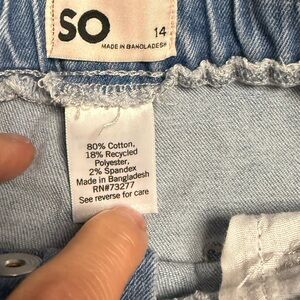 SO
14
MADE IN BANGLADESH
80% Cotton,
18% Recycled
Polyester,
2% Spandex
Made in Bangladesh
RN#73277
See reverse for care